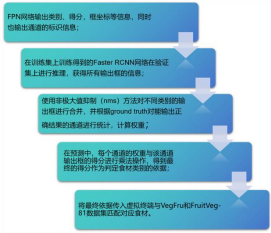 FPN网络输出类别，得分，框坐标等信息，同时
也输出通道的标识信息；
在训练集上训练得到的Faster RCNN网络在验证
集上进行推理，获得所有输出框的信息；
使用非极大值抑制（nms）方法对不同类别的输
出框进行合并，并根据ground truth对能输出正
确结果的通道进行统计，计算权重；
在预测中，每个通道的权重与该通道
输出框的得分进行乘法操作，得到最
终的得分作为判定食材类别的依据；
将最终依据传入虚拟终端与VegFru和FruitVeg-
81数据集匹配对应食材。